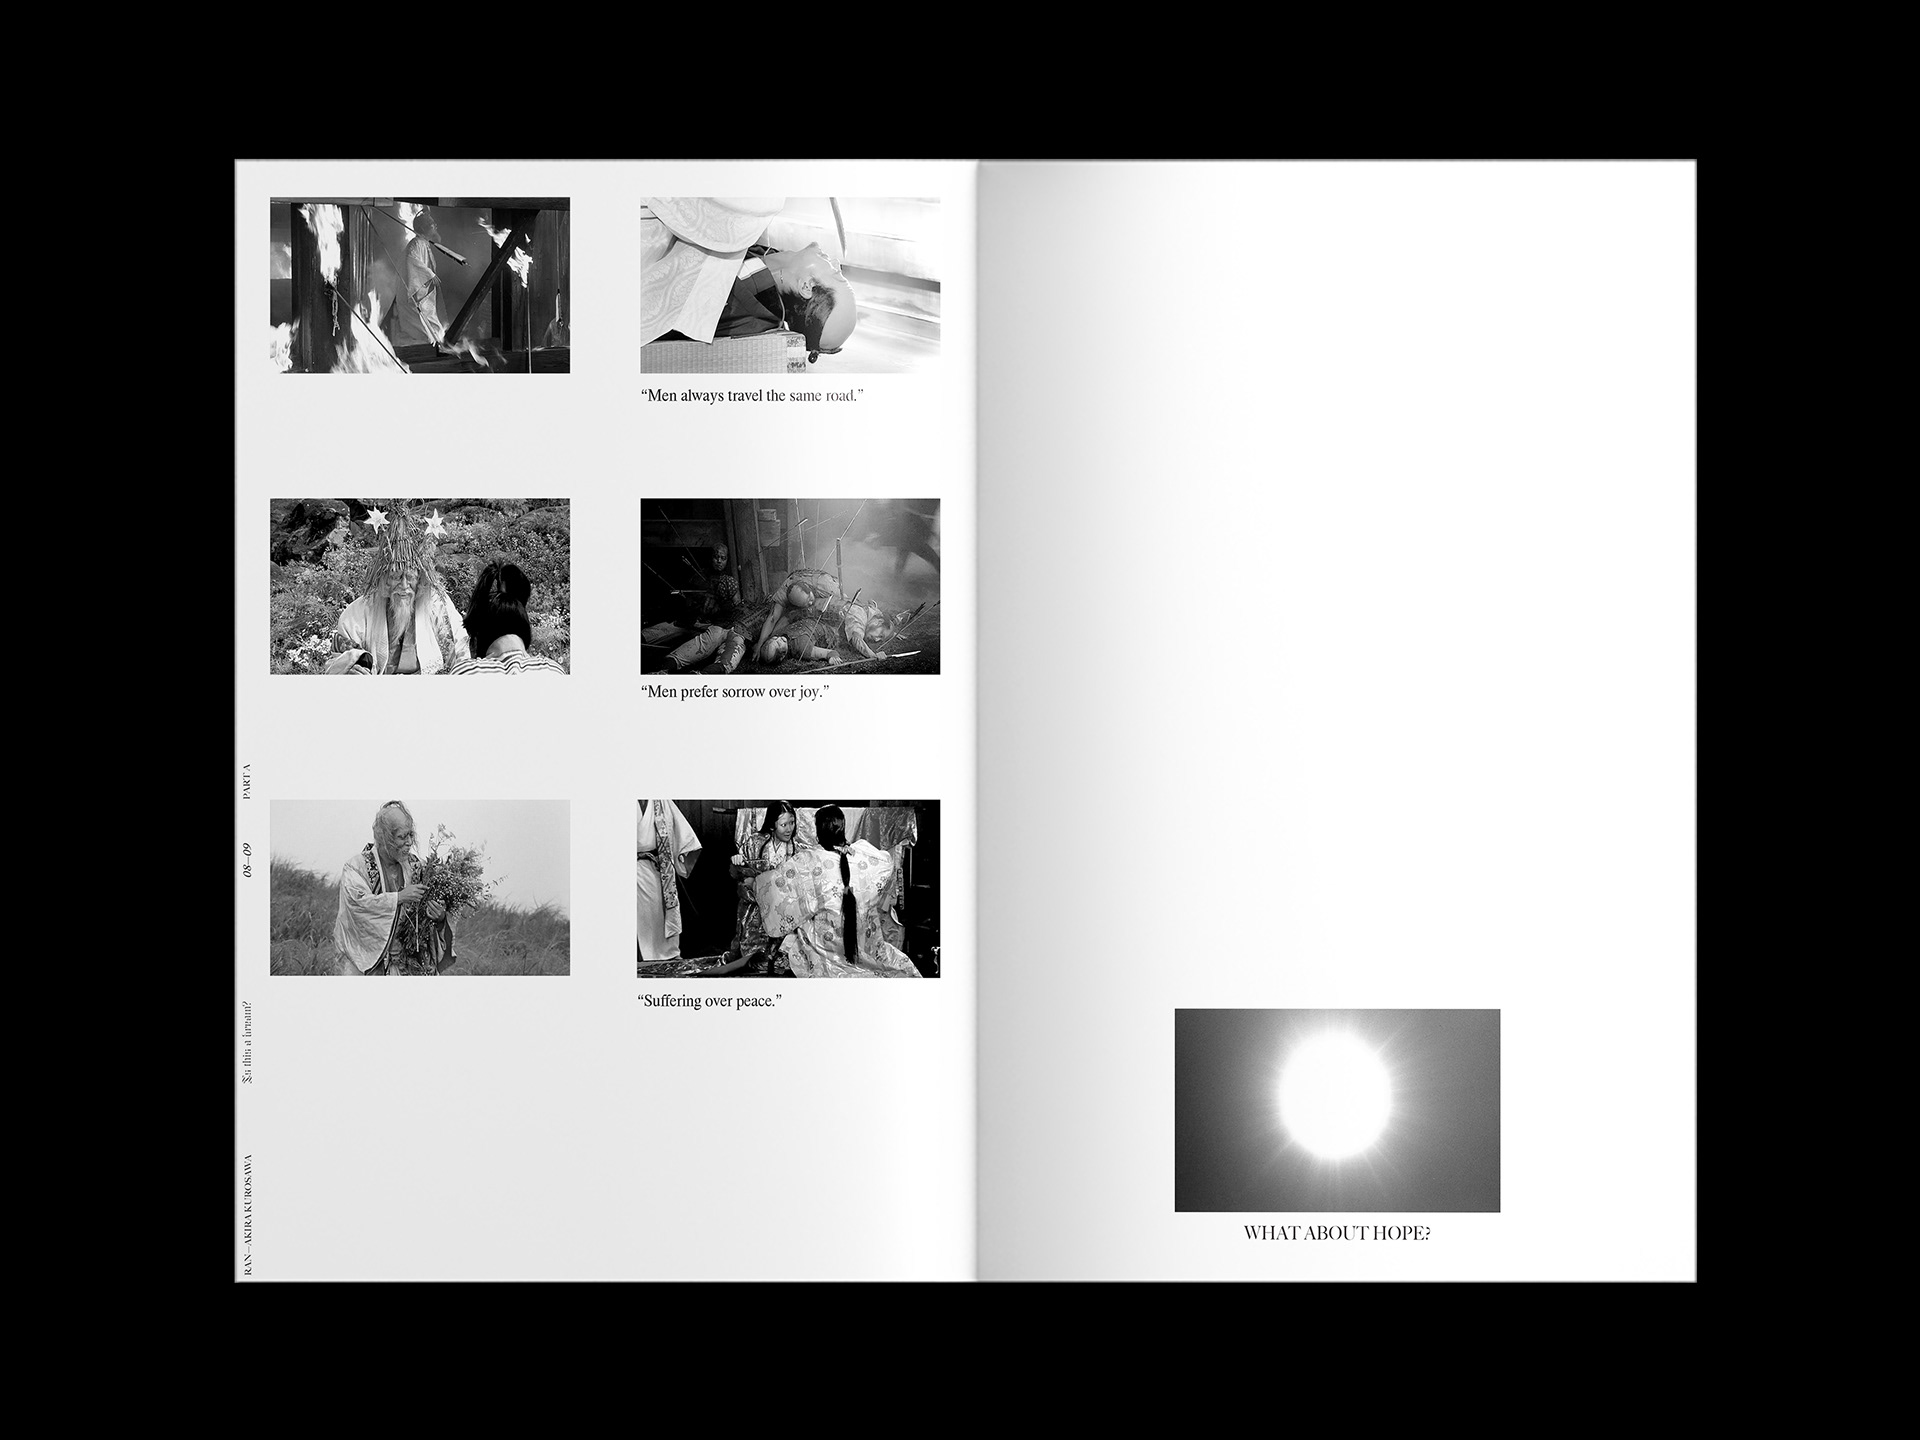 “Men always travel the same road.”
“Men prefer sorrow over joy.”
“Suffering over peace.”
RAN—AKIRA KUROSAWA
Is this a dream?
08—09
PART A
WHAT ABOUT HOPE?